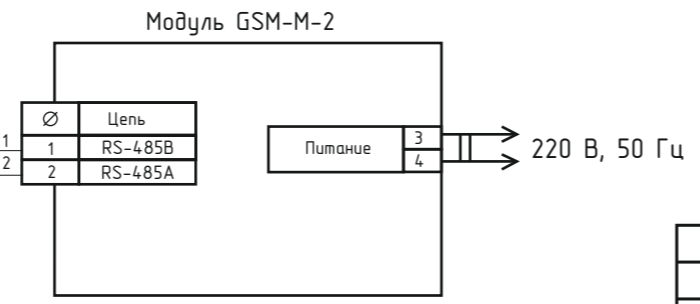 Модуль GSM-M-2
Ø Цепь
1 1 RS-485B
2 2 RS-485A
Питание 3
4
220 В, 50 Гц